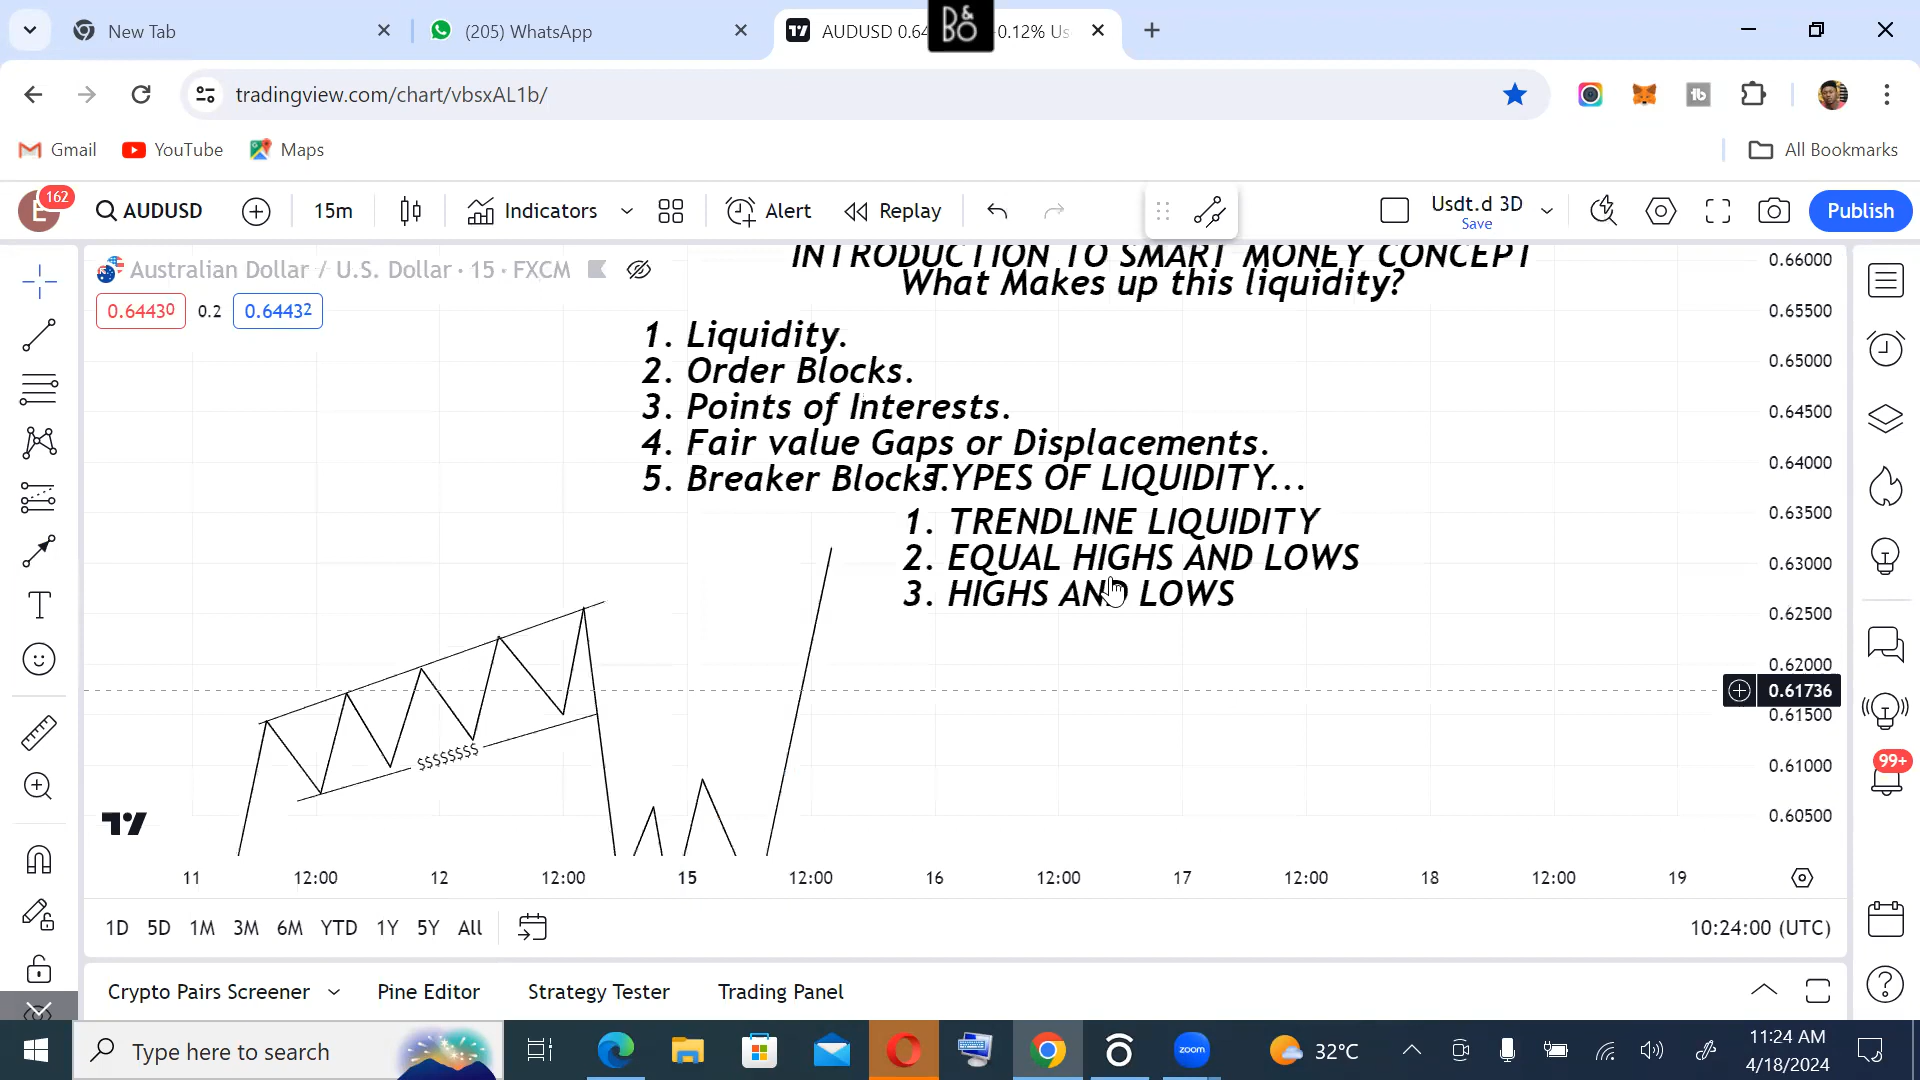 New Tab
(205) WhatsApp
AUDUSD 0.64
0.12% Us
B&O
tradingview.com/chart/vbsxAL1b/
Gmail
YouTube
Maps
All Bookmarks
E
162
AUDUSD
15m
Indicators
Alert
Replay
Usdt.d 3D
Save
Publish
Australian Dollar / U.S. Dollar · 15 · FXCM
0.64430
0.2
0.64432
INTRODUCTION TO SMART MONEY CONCEPT
What Makes up this liquidity?
1. Liquidity.
2. Order Blocks.
3. Points of Interests.
4. Fair value Gaps or Displacements.
5. Breaker Blocks.
TYPES OF LIQUIDITY...
1. TRENDLINE LIQUIDITY
2. EQUAL HIGHS AND LOWS
3. HIGHS AND LOWS
$$$$$$$$
0.66000
0.65500
0.65000
0.64500
0.64000
0.63500
0.63000
0.62500
0.62000
0.61736
0.61500
0.61000
0.60500
99+
11 12:00 12 12:00 15 12:00 16 12:00 17 12:00 18 12:00 19
1D 5D 1M 3M 6M YTD 1Y 5Y All
10:24:00 (UTC)
Crypto Pairs Screener
Pine Editor
Strategy Tester
Trading Panel
Type here to search
zoom
32°C
11:24 AM
4/18/2024